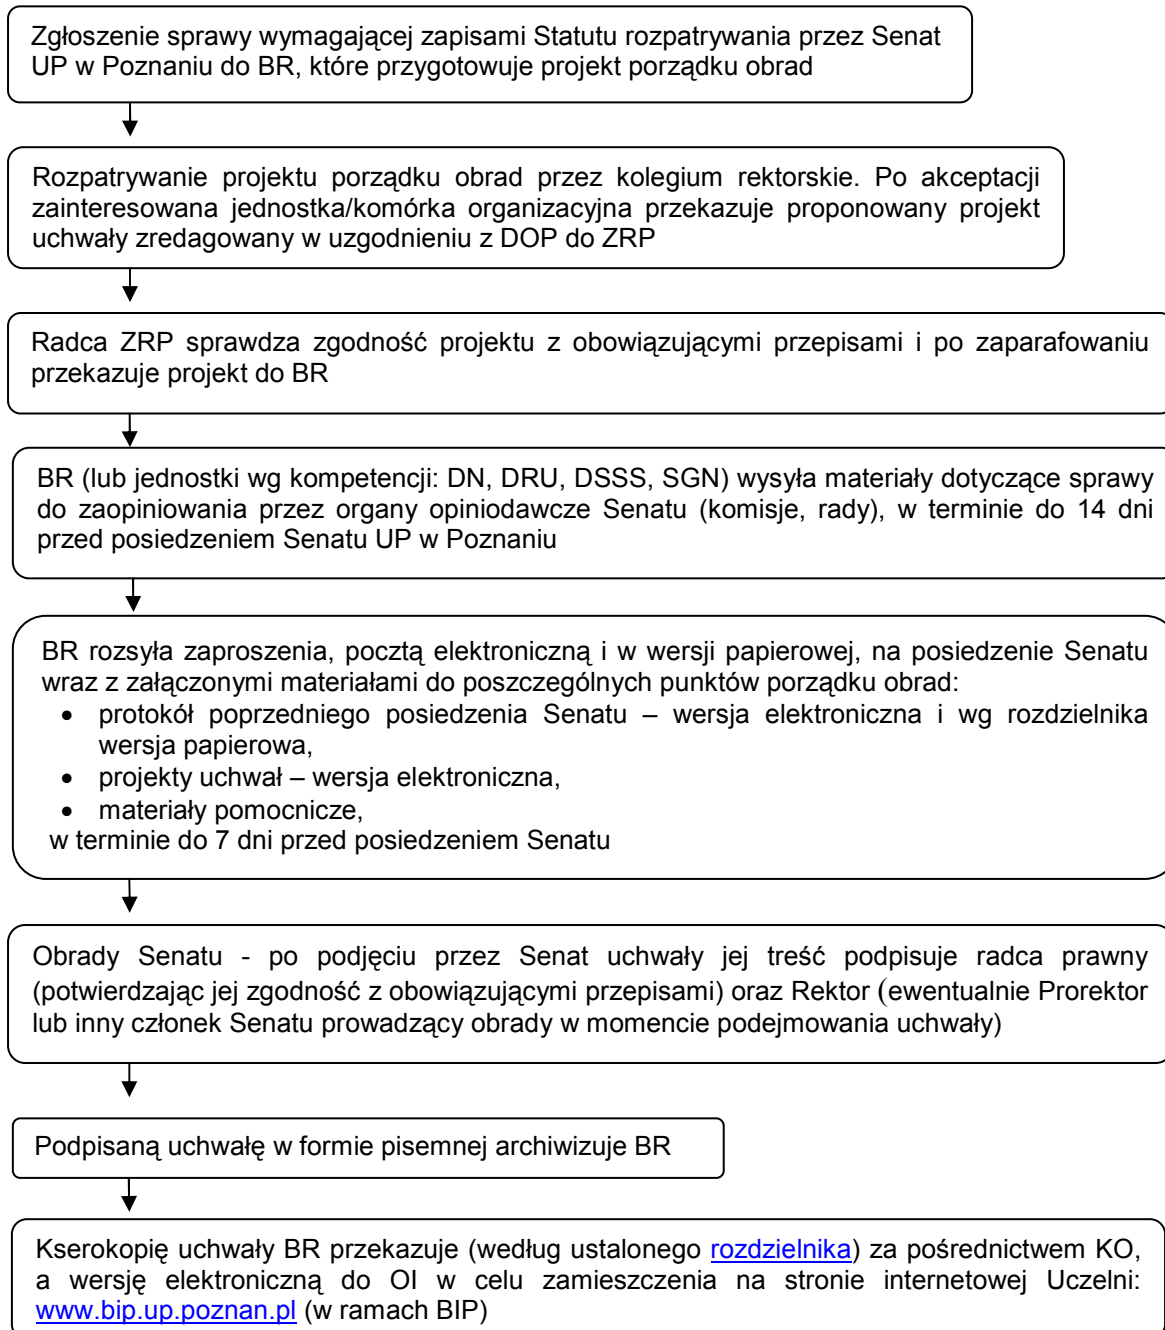 Zgłoszenie sprawy wymagającej zapisami Statutu rozpatrywania przez Senat
UP w Poznaniu do BR, które przygotowuje projekt porządku obrad
Rozpatrywanie projektu porządku obrad przez kolegium rektorskie. Po akceptacji
zainteresowana jednostka/komórka organizacyjna przekazuje proponowany projekt
uchwały zredagowany w uzgodnieniu z DOP do ZRP
Radca ZRP sprawdza zgodność projektu z obowiązującymi przepisami i po zaparafowaniu
przekazuje projekt do BR
BR (lub jednostki wg kompetencji: DN, DRU, DSSS, SGN) wysyła materiały dotyczące sprawy
do zaopiniowania przez organy opiniodawcze Senatu (komisje, rady), w terminie do 14 dni
przed posiedzeniem Senatu UP w Poznaniu
BR rozsyła zaproszenia, pocztą elektroniczną i w wersji papierowej, na posiedzenie Senatu
wraz z załączonymi materiałami do poszczególnych punktów porządku obrad:
• protokół poprzedniego posiedzenia Senatu – wersja elektroniczna i wg rozdzielnika
wersja papierowa,
• projekty uchwał – wersja elektroniczna,
• materiały pomocnicze,
w terminie do 7 dni przed posiedzeniem Senatu
Obrady Senatu - po podjęciu przez Senat uchwały jej treść podpisuje radca prawny
(potwierdzając jej zgodność z obowiązującymi przepisami) oraz Rektor (ewentualnie Prorektor
lub inny członek Senatu prowadzący obrady w momencie podejmowania uchwały)
Podpisaną uchwałę w formie pisemnej archiwizuje BR
Kserokopię uchwały BR przekazuje (według ustalonego rozdzielnika) za pośrednictwem KO,
a wersję elektroniczną do OI w celu zamieszczenia na stronie internetowej Uczelni:
www.bip.up.poznan.pl (w ramach BIP)